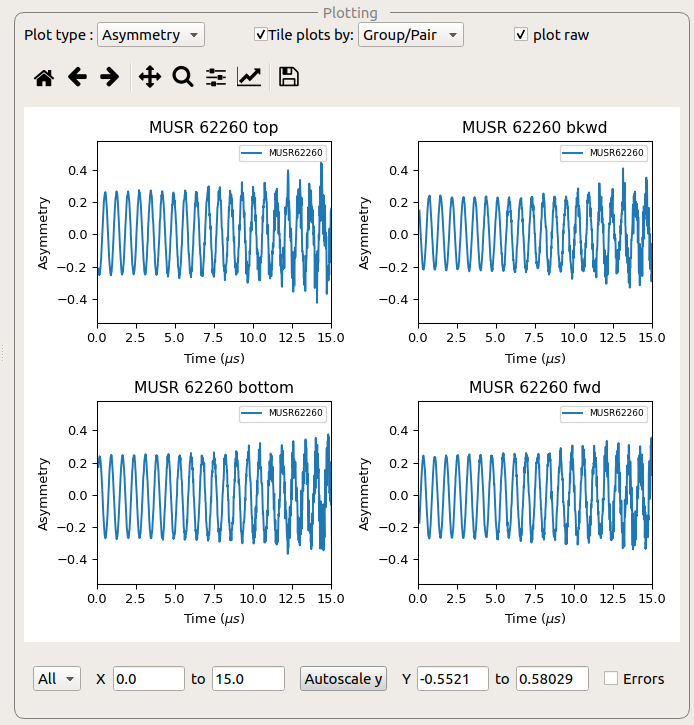 Plotting
Plot type : Asymmetry Tile plots by: Group/Pair plot raw
MUSR 62260 top
MUSR62260
Asymmetry
0.4
0.2
0.0
−0.2
−0.4
0.0 2.5 5.0 7.5 10.0 12.5 15.0
Time (μs)
MUSR 62260 bkwd
MUSR62260
Asymmetry
0.4
0.2
0.0
−0.2
−0.4
0.0 2.5 5.0 7.5 10.0 12.5 15.0
Time (μs)
MUSR 62260 bottom
MUSR62260
Asymmetry
0.4
0.2
0.0
−0.2
−0.4
0.0 2.5 5.0 7.5 10.0 12.5 15.0
Time (μs)
MUSR 62260 fwd
MUSR62260
Asymmetry
0.4
0.2
0.0
−0.2
−0.4
0.0 2.5 5.0 7.5 10.0 12.5 15.0
Time (μs)
All X 0.0 to 15.0 Autoscale y Y -0.5521 to 0.58029 Errors